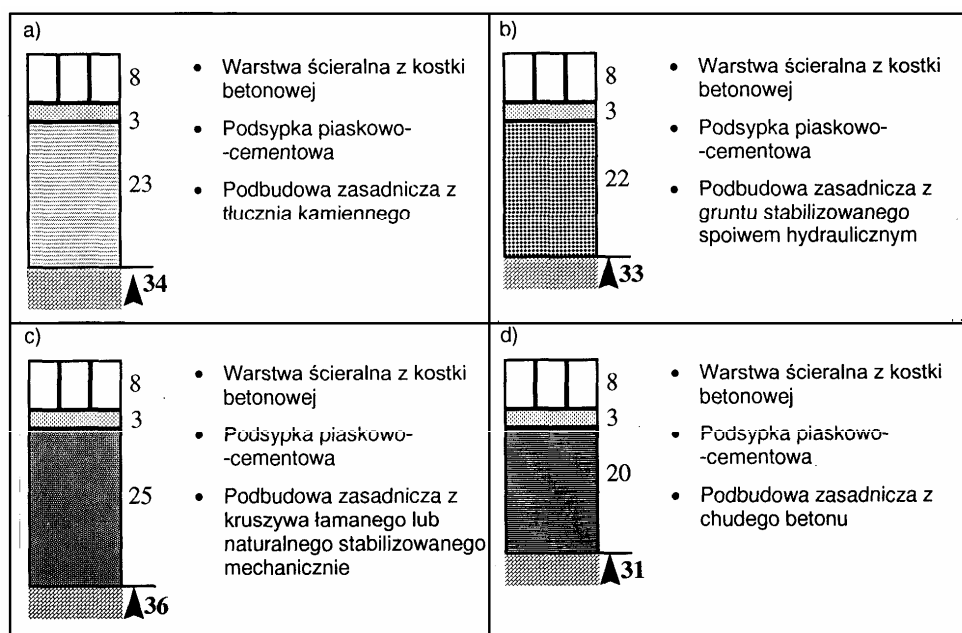 a)
8
3
23
34
• Warstwa ścieralna z kostki
betonowej
• Podsypka piaskowo-
-cementowa
• Podbudowa zasadnicza z
tłucznia kamiennego
b)
8
3
22
33
• Warstwa ścieralna z kostki
betonowej
• Podsypka piaskowo-
-cementowa
• Podbudowa zasadnicza z
gruntu stabilizowanego
spoiwem hydraulicznym
c)
8
3
25
36
• Warstwa ścieralna z kostki
betonowej
• Podsypka piaskowo-
-cementowa
• Podbudowa zasadnicza z
kruszywa łamanego lub
naturalnego stabilizowanego
mechanicznie
d)
8
3
20
31
• Warstwa ścieralna z kostki
betonowej
• Podsypka piaskowo-
-cementowa
• Podbudowa zasadnicza z
chudego betonu